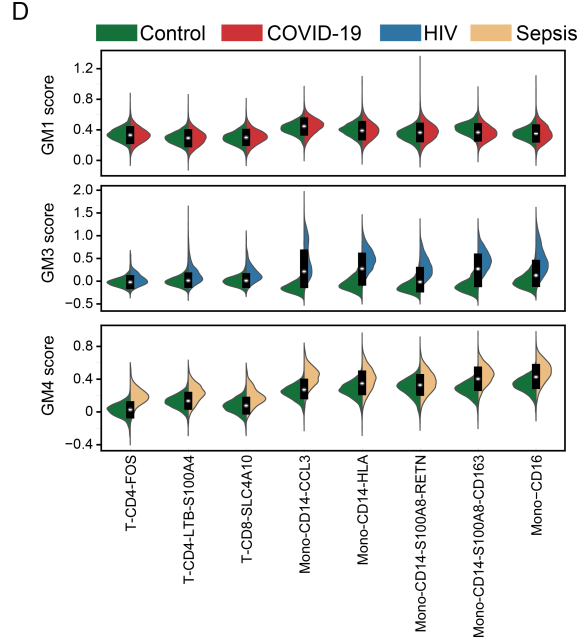 D
Control COVID-19 HIV Sepsis
GM1 score
1.2
0.8
0.4
0.0
GM3 score
2.0
1.5
1.0
0.5
0.0
−0.5
GM4 score
0.8
0.4
0
−0.4
T-CD4-FOS
T-CD4-LTB-S100A4
T-CD8-SLC4A10
Mono-CD14-CCL3
Mono-CD14-HLA
Mono-CD14-S100A8-RETN
Mono-CD14-S100A8-CD163
Mono−CD16